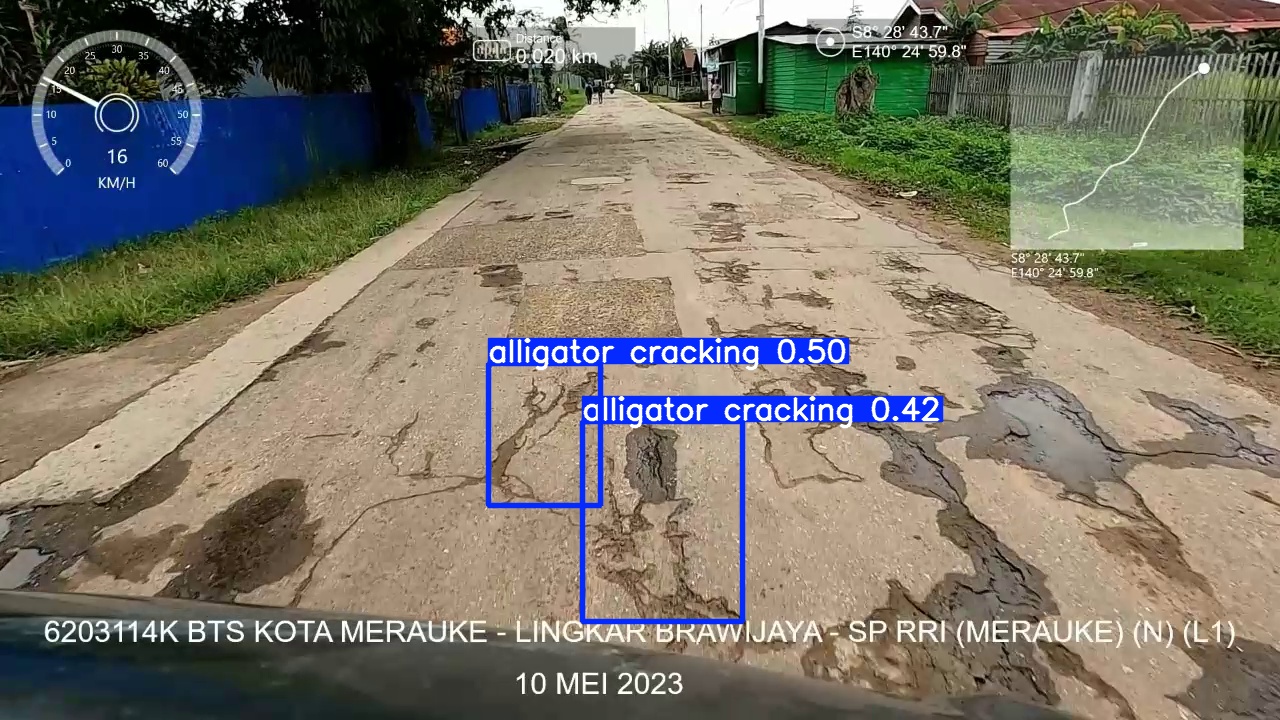 Distance
0.020 km
S8° 28' 43.7"
E140° 24' 59.8"
0
5
10
15
20
25
30
35
40
45
50
55
60
16
KM/H
S8° 28' 43.7"
E140° 24' 59.8"
alligator cracking 0.50
alligator cracking 0.42
6203114K BTS KOTA MERAUKE - LINGKAR BRAWIJAYA - SP RRI (MERAUKE) (N) (L1)
10 MEI 2023